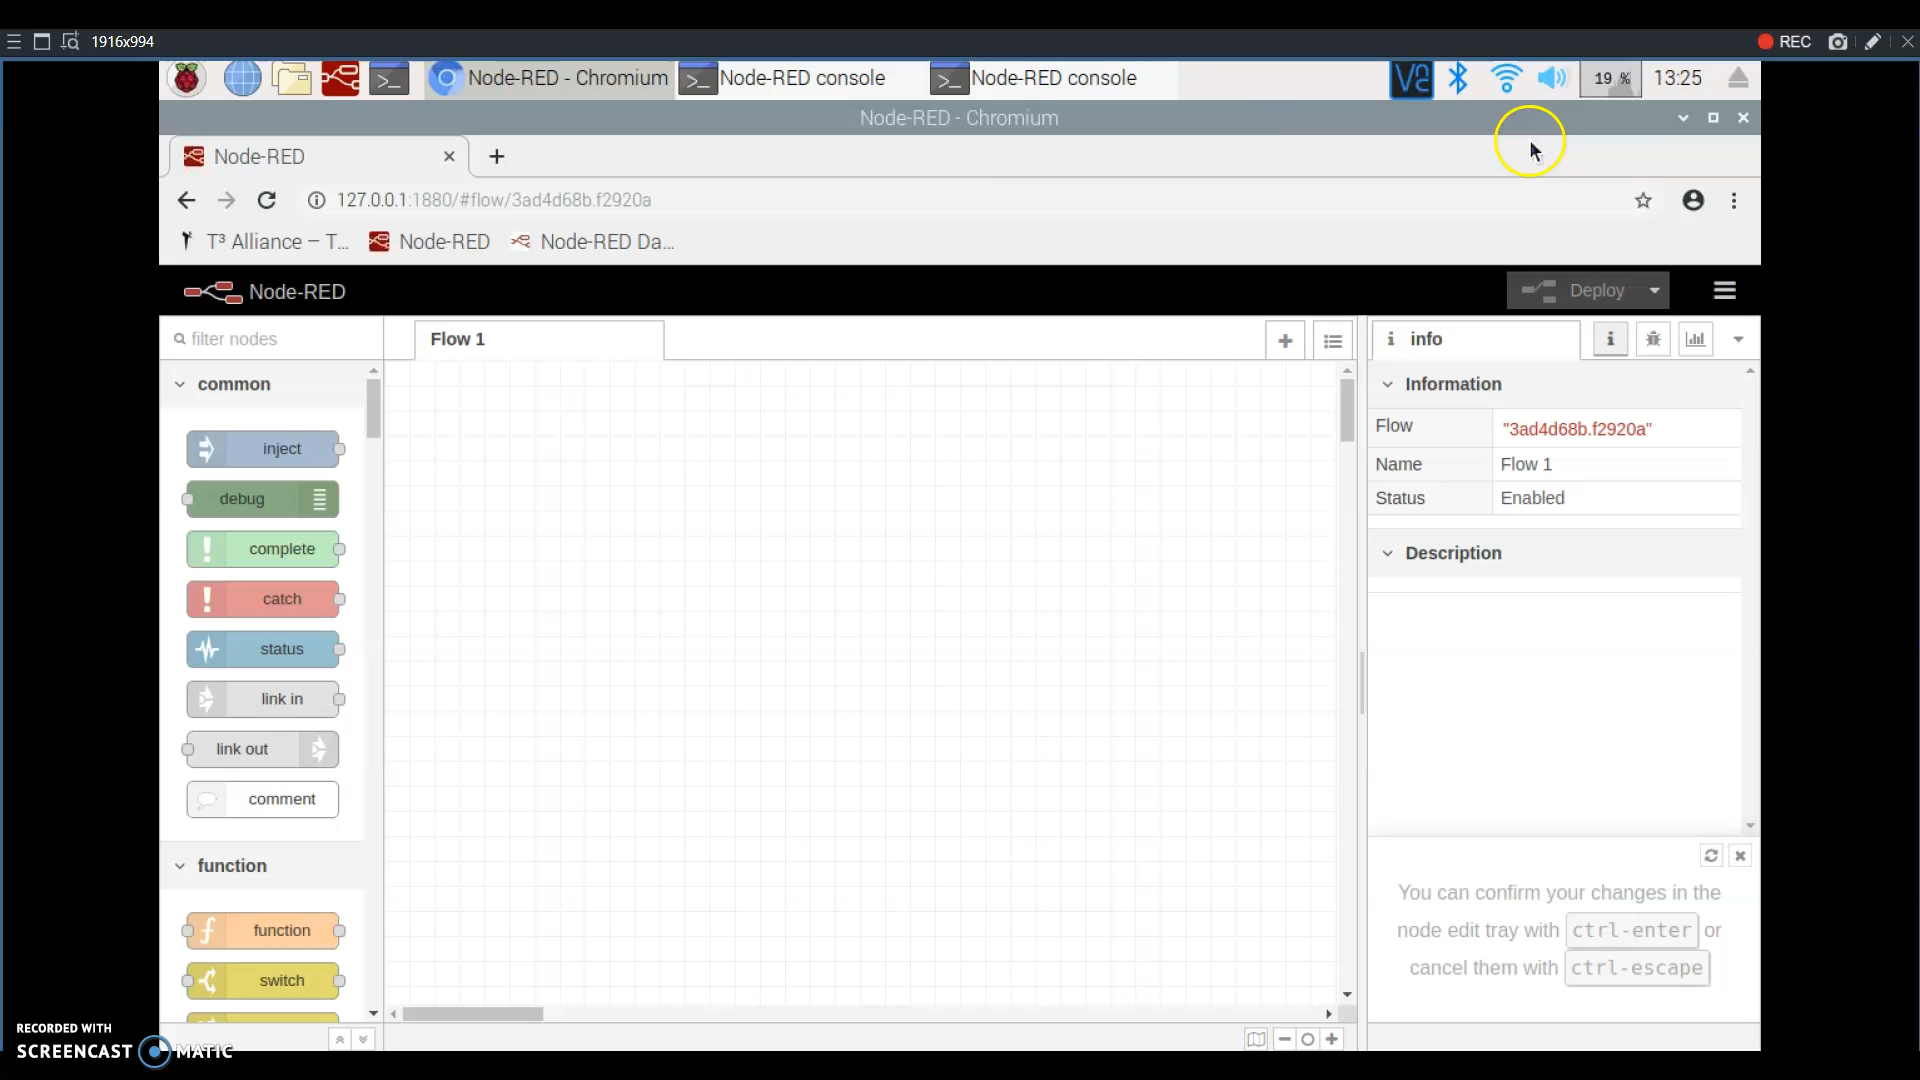 1916x994
REC
Node-RED - Chromium
Node-RED console
Node-RED console
19 %
13:25
Node-RED - Chromium
Node-RED
127.0.0.1:1880/#flow/3ad4d68b.f2920a
T³ Alliance – T...
Node-RED
Node-RED Da...
Node-RED
Deploy
filter nodes
Flow 1
info
common
inject
debug
complete
catch
status
link in
link out
comment
function
function
switch
Information
Flow "3ad4d68b.f2920a"
Name Flow 1
Status Enabled
Description
You can confirm your changes in the
node edit tray with ctrl-enter or
cancel them with ctrl-escape
RECORDED WITH
SCREENCAST MATIC